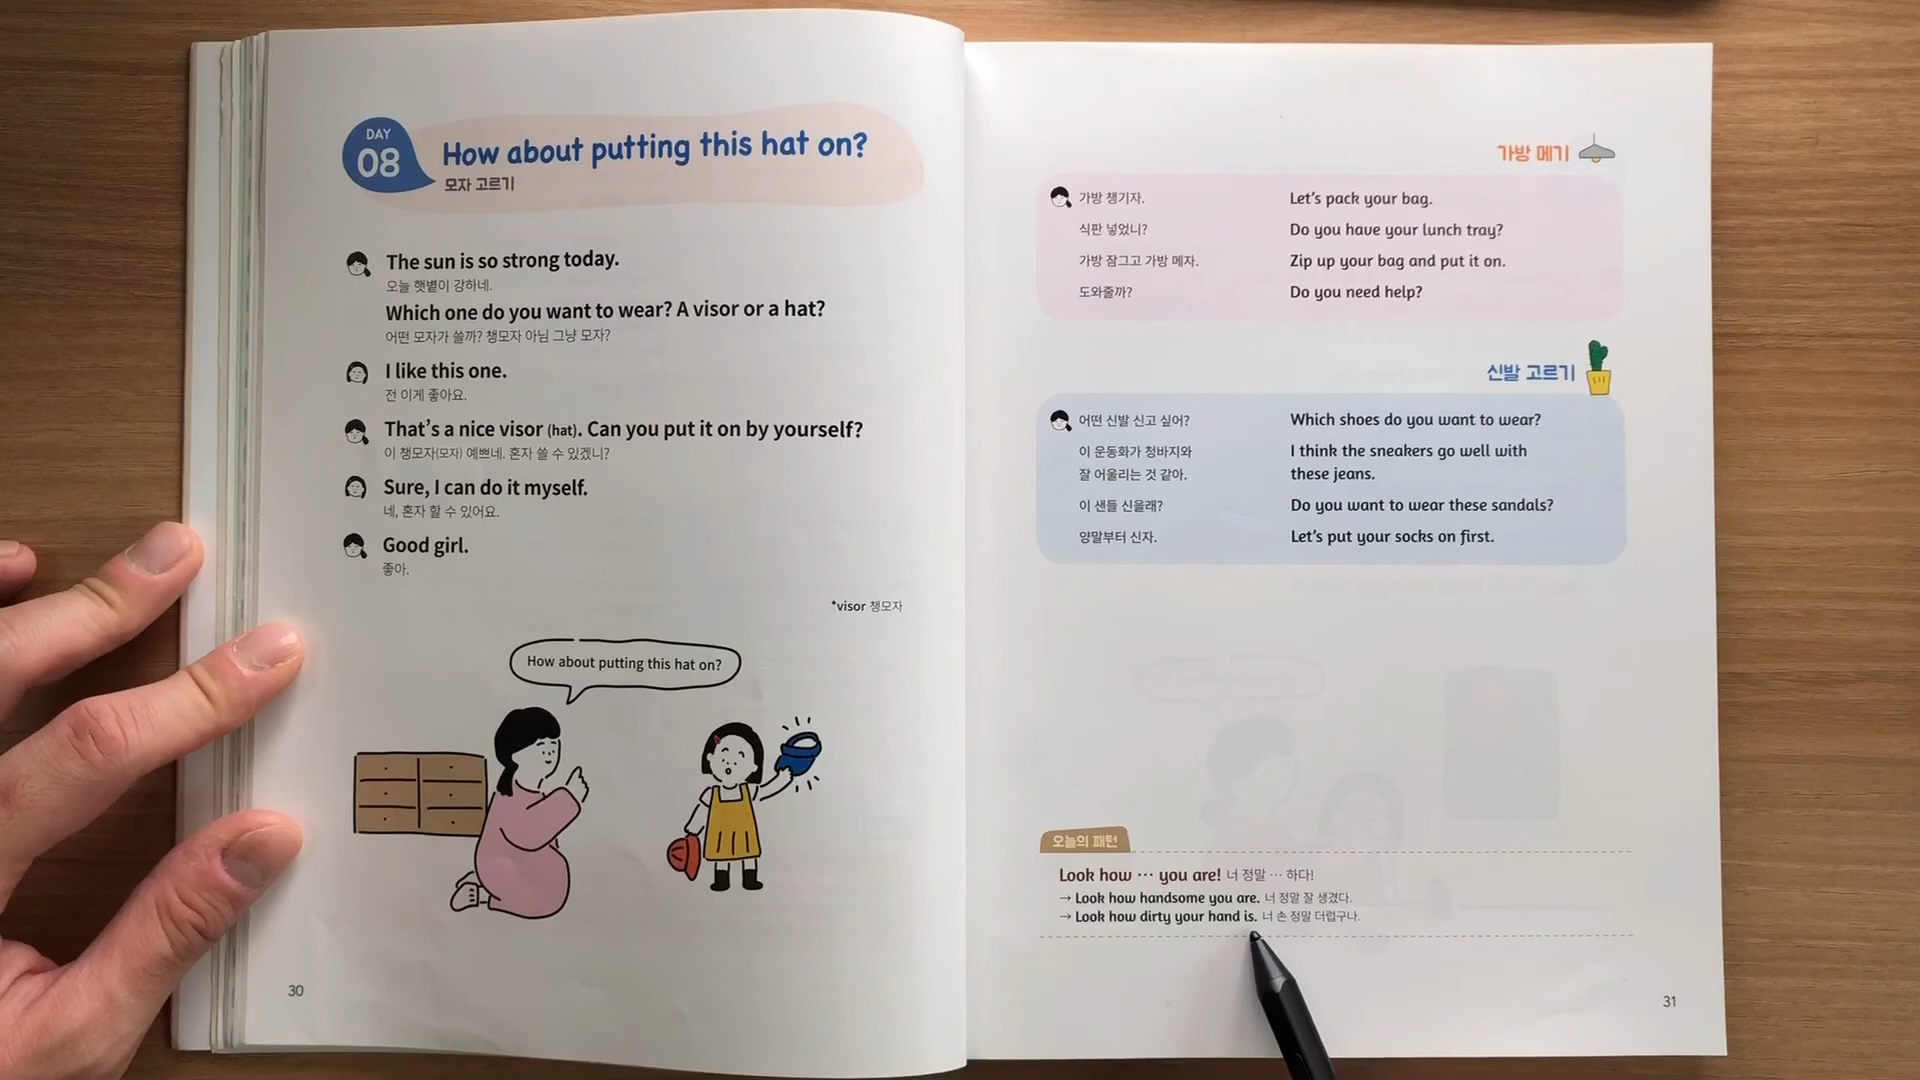 DAY
08
How about putting this hat on?
모자 고르기
The sun is so strong today.
오늘 햇볕이 강하네.
Which one do you want to wear? A visor or a hat?
어떤 모자가 쓸까? 챙모자 아님 그냥 모자?
I like this one.
전 이게 좋아요.
That's a nice visor (hat). Can you put it on by yourself?
이 챙모자(모자) 예쁘네. 혼자 쓸 수 있겠니?
Sure, I can do it myself.
네, 혼자 할 수 있어요.
Good girl.
좋아.
*visor 챙모자
How about putting this hat on?
30
가방 메기
가방 챙기자. Let's pack your bag.
식판 넣었니? Do you have your lunch tray?
가방 잠그고 가방 메자. Zip up your bag and put it on.
도와줄까? Do you need help?
신발 고르기
어떤 신발 신고 싶어? Which shoes do you want to wear?
이 운동화가 청바지와 I think the sneakers go well with
잘 어울리는 것 같아. these jeans.
이 샌들 신을래? Do you want to wear these sandals?
양말부터 신자. Let's put your socks on first.
오늘의 패턴
Look how ··· you are! 너 정말 ··· 하다!
→ Look how handsome you are. 너 정말 잘 생겼다.
→ Look how dirty your hand is. 너 손 정말 더럽구나.
31